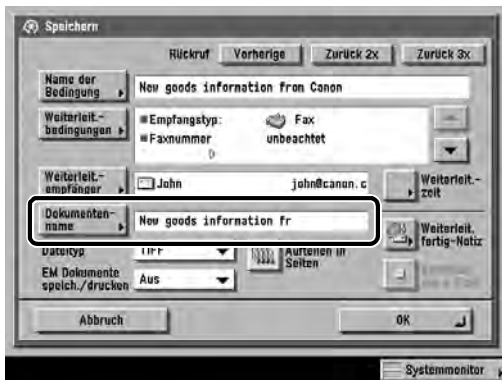 Speichern
Rückruf Vorherige Zurück 2x Zurück 3x
Name der
Bedingung
New goods information from Canon
Weiterleit.-
bedingungen
Empfangstyp: Fax
Faxnummer unbeachtet
Weiterleit.-
empfänger
John john@canon.c
Weiterleit.-
zeit
Dokumenten-
name
New goods information fr
Weiterleit.
fertig-Notiz
Dateityp TIFF
Aufteilen in
Seiten
EM Dokumente
speich./drucken
Aus
Abbruch OK
Systemmonitor